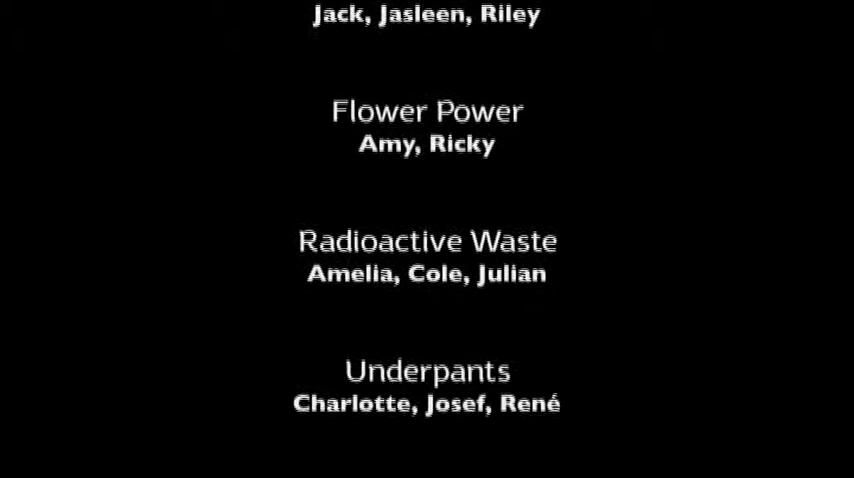 Jack, Jasleen, Riley
Flower Power
Amy, Ricky
Radioactive Waste
Amelia, Cole, Julian
Underpants
Charlotte, Josef, René